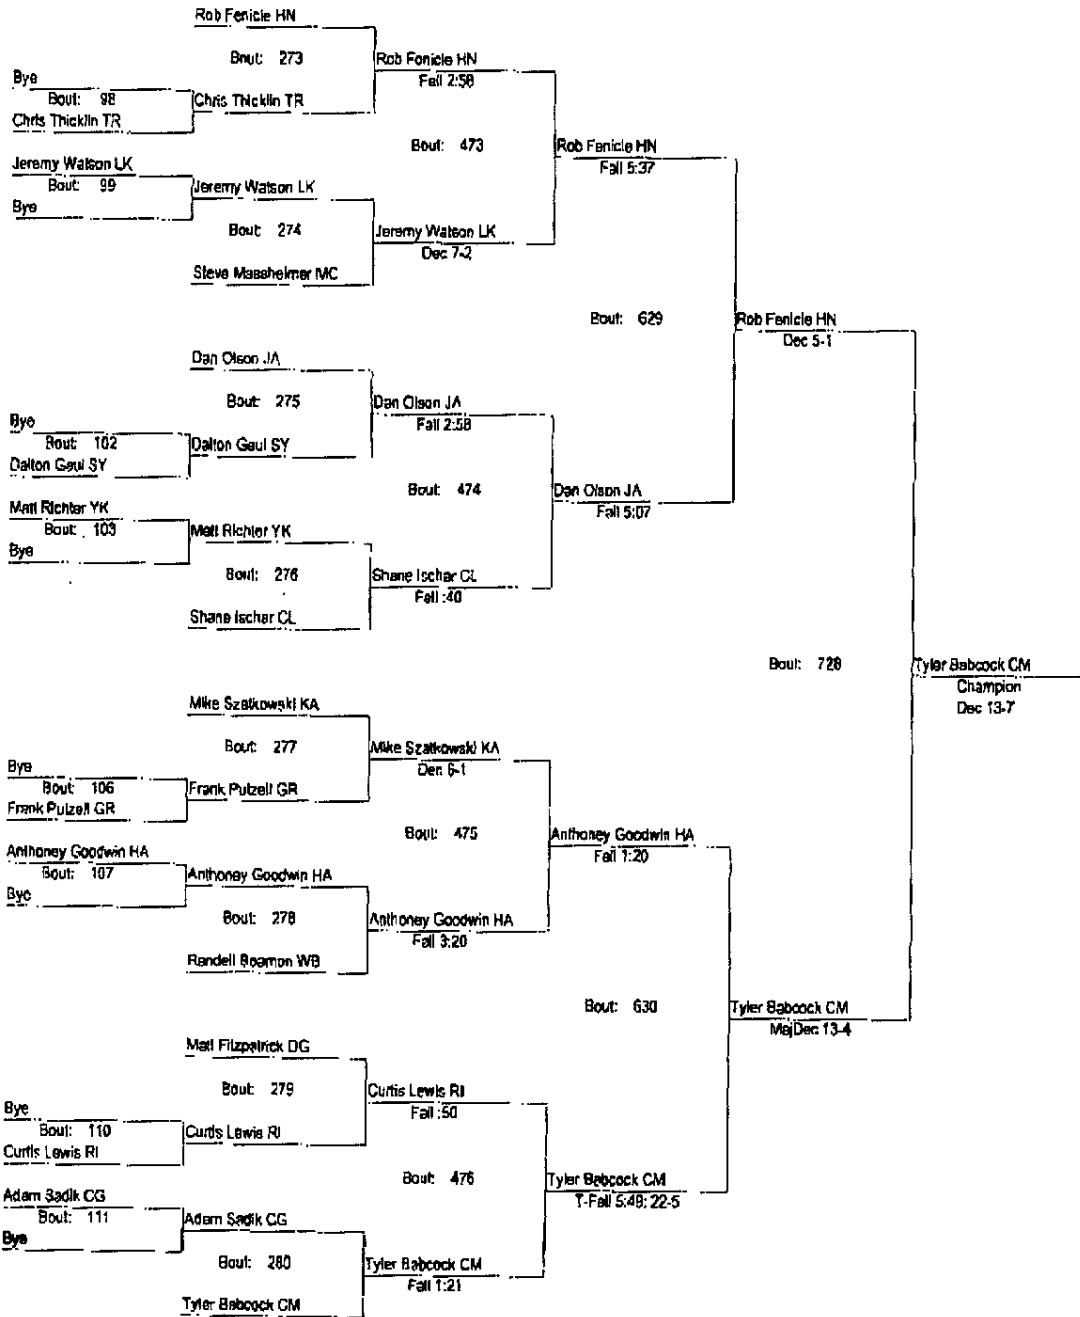 Rob Fenicle HN
Bout: 273
Rob Fenicle HN
Fall 2:58
Bye
Bout: 98
Chris Thicklin TR
Chris Thicklin TR
Bout: 473
Rob Fenicle HN
Fall 5:37
Jeremy Watson LK
Bout: 99
Jeremy Watson LK
Bye
Bout: 274
Jeremy Watson LK
Dec 7-2
Steve Massheimer MC
Bout: 629
Rob Fenicle HN
Dec 5-1
Dan Olson JA
Bout: 275
Dan Olson JA
Fall 2:58
Bye
Bout: 102
Dalton Gaul SY
Dalton Gaul SY
Bout: 474
Dan Olson JA
Fall 5:07
Matt Richter YK
Bout: 103
Matt Richter YK
Bye
Bout: 276
Shane Ischar CL
Fall :40
Shane Ischar CL
Bout: 728
Tyler Babcock CM
Champion
Dec 13-7
Mike Szatkowski KA
Bout: 277
Mike Szatkowski KA
Dec 6-1
Bye
Bout: 106
Frank Pulzell GR
Frank Pulzell GR
Bout: 475
Anthoney Goodwin HA
Fall 1:20
Anthoney Goodwin HA
Bout: 107
Anthoney Goodwin HA
Bye
Bout: 278
Anthoney Goodwin HA
Fall 3:20
Randell Beamon WB
Bout: 630
Tyler Babcock CM
MajDec 13-4
Matt Fitzpatrick DG
Bout: 279
Curtis Lewis RI
Fall :50
Bye
Bout: 110
Curtis Lewis RI
Curtis Lewis RI
Bout: 476
Tyler Babcock CM
T-Fall 5:49; 22-5
Adam Sadik CG
Bout: 111
Adam Sadik CG
Bye
Bout: 280
Tyler Babcock CM
Fall 1:21
Tyler Babcock CM